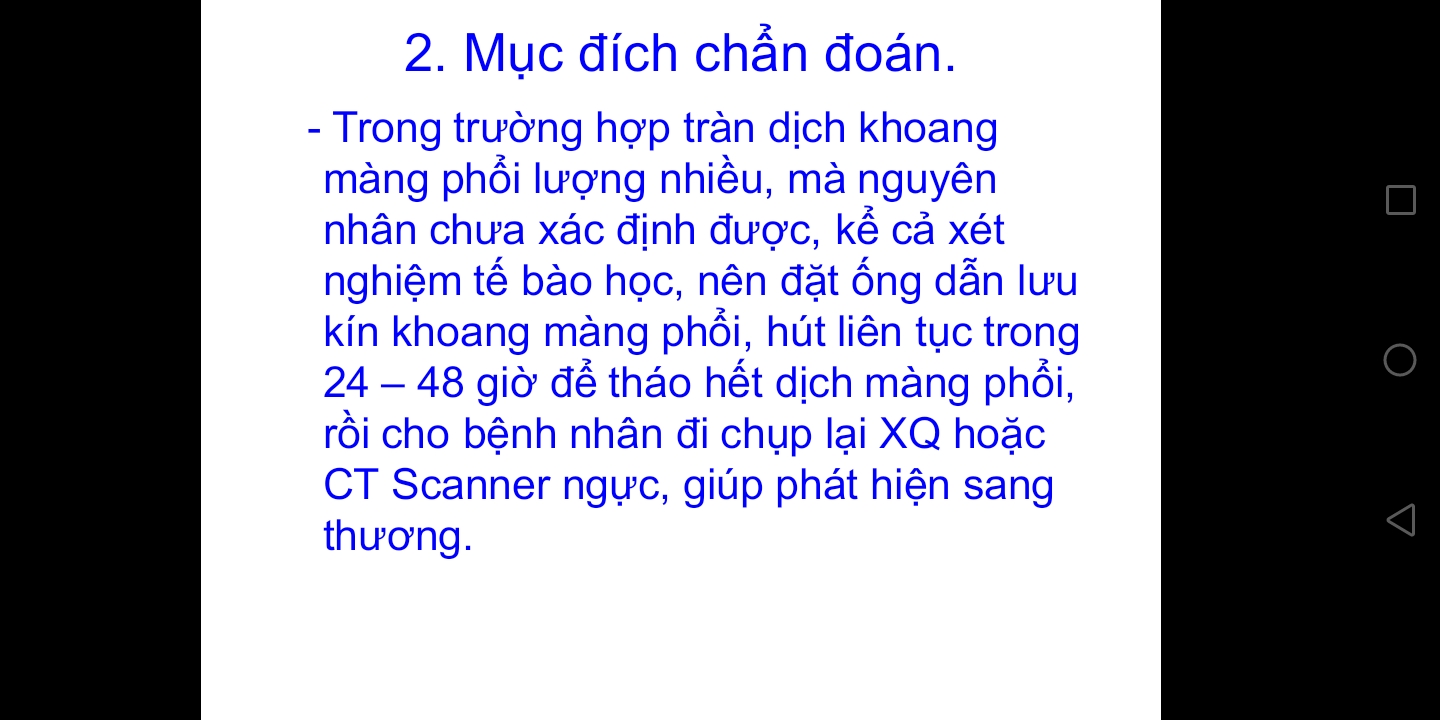 2. Mục đích chẩn đoán.
- Trong trường hợp tràn dịch khoang
màng phổi lượng nhiều, mà nguyên
nhân chưa xác định được, kể cả xét
nghiệm tế bào học, nên đặt ống dẫn lưu
kín khoang màng phổi, hút liên tục trong
24 – 48 giờ để tháo hết dịch màng phổi,
rồi cho bệnh nhân đi chụp lại XQ hoặc
CT Scanner ngực, giúp phát hiện sang
thương.